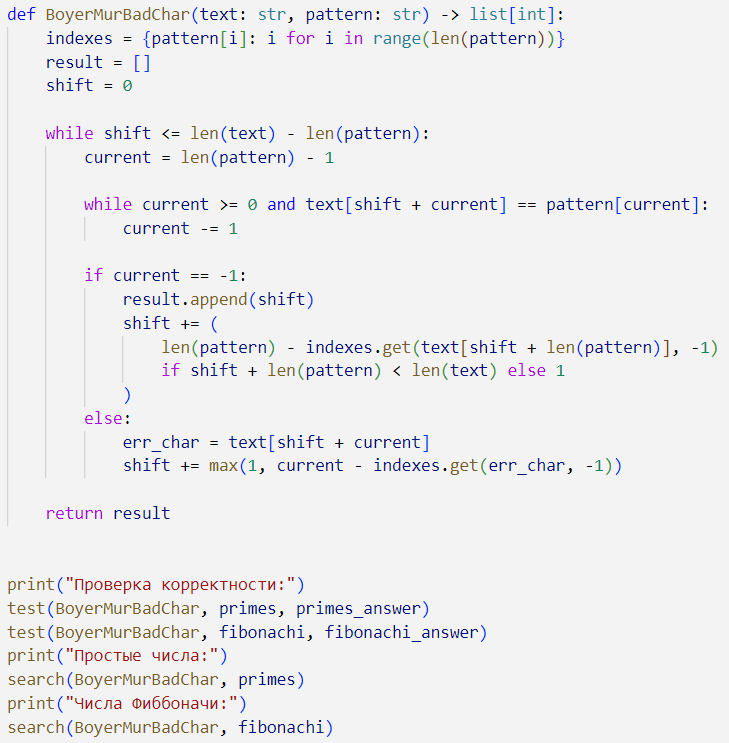 def BoyerMurBadChar(text: str, pattern: str) -> list[int]:
    indexes = {pattern[i]: i for i in range(len(pattern))}
    result = []
    shift = 0

    while shift <= len(text) - len(pattern):
        current = len(pattern) - 1

        while current >= 0 and text[shift + current] == pattern[current]:
            current -= 1

        if current == -1:
            result.append(shift)
            shift += (
                len(pattern) - indexes.get(text[shift + len(pattern)], -1)
                if shift + len(pattern) < len(text) else 1
            )
        else:
            err_char = text[shift + current]
            shift += max(1, current - indexes.get(err_char, -1))

    return result


print("Проверка корректности:")
test(BoyerMurBadChar, primes, primes_answer)
test(BoyerMurBadChar, fibonachi, fibonachi_answer)
print("Простые числа:")
search(BoyerMurBadChar, primes)
print("Числа Фиббоначи:")
search(BoyerMurBadChar, fibonachi)